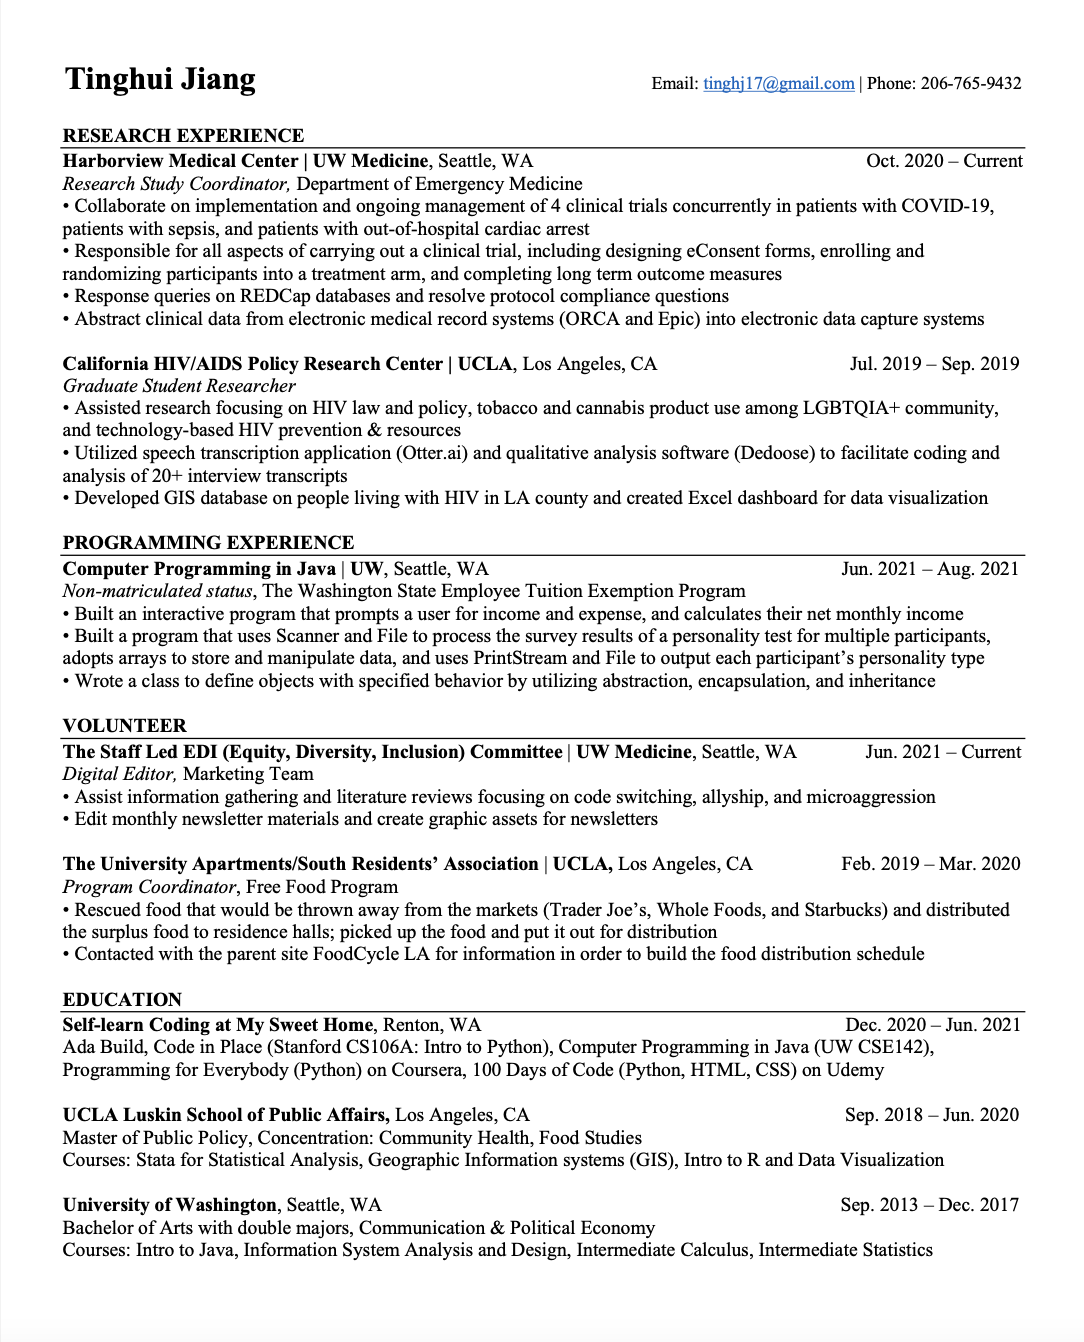 Tinghui Jiang
Email: tinghj17@gmail.com | Phone: 206-765-9432
RESEARCH EXPERIENCE
Harborview Medical Center | UW Medicine, Seattle, WA Oct. 2020 – Current
Research Study Coordinator, Department of Emergency Medicine
• Collaborate on implementation and ongoing management of 4 clinical trials concurrently in patients with COVID-19,
patients with sepsis, and patients with out-of-hospital cardiac arrest
• Responsible for all aspects of carrying out a clinical trial, including designing eConsent forms, enrolling and
randomizing participants into a treatment arm, and completing long term outcome measures
• Response queries on REDCap databases and resolve protocol compliance questions
• Abstract clinical data from electronic medical record systems (ORCA and Epic) into electronic data capture systems
California HIV/AIDS Policy Research Center | UCLA, Los Angeles, CA Jul. 2019 – Sep. 2019
Graduate Student Researcher
• Assisted research focusing on HIV law and policy, tobacco and cannabis product use among LGBTQIA+ community,
and technology-based HIV prevention & resources
• Utilized speech transcription application (Otter.ai) and qualitative analysis software (Dedoose) to facilitate coding and
analysis of 20+ interview transcripts
• Developed GIS database on people living with HIV in LA county and created Excel dashboard for data visualization
PROGRAMMING EXPERIENCE
Computer Programming in Java | UW, Seattle, WA Jun. 2021 – Aug. 2021
Non-matriculated status, The Washington State Employee Tuition Exemption Program
• Built an interactive program that prompts a user for income and expense, and calculates their net monthly income
• Built a program that uses Scanner and File to process the survey results of a personality test for multiple participants,
adopts arrays to store and manipulate data, and uses PrintStream and File to output each participant’s personality type
• Wrote a class to define objects with specified behavior by utilizing abstraction, encapsulation, and inheritance
VOLUNTEER
The Staff Led EDI (Equity, Diversity, Inclusion) Committee | UW Medicine, Seattle, WA Jun. 2021 – Current
Digital Editor, Marketing Team
• Assist information gathering and literature reviews focusing on code switching, allyship, and microaggression
• Edit monthly newsletter materials and create graphic assets for newsletters
The University Apartments/South Residents’ Association | UCLA, Los Angeles, CA Feb. 2019 – Mar. 2020
Program Coordinator, Free Food Program
• Rescued food that would be thrown away from the markets (Trader Joe’s, Whole Foods, and Starbucks) and distributed
the surplus food to residence halls; picked up the food and put it out for distribution
• Contacted with the parent site FoodCycle LA for information in order to build the food distribution schedule
EDUCATION
Self-learn Coding at My Sweet Home, Renton, WA Dec. 2020 – Jun. 2021
Ada Build, Code in Place (Stanford CS106A: Intro to Python), Computer Programming in Java (UW CSE142),
Programming for Everybody (Python) on Coursera, 100 Days of Code (Python, HTML, CSS) on Udemy
UCLA Luskin School of Public Affairs, Los Angeles, CA Sep. 2018 – Jun. 2020
Master of Public Policy, Concentration: Community Health, Food Studies
Courses: Stata for Statistical Analysis, Geographic Information systems (GIS), Intro to R and Data Visualization
University of Washington, Seattle, WA Sep. 2013 – Dec. 2017
Bachelor of Arts with double majors, Communication & Political Economy
Courses: Intro to Java, Information System Analysis and Design, Intermediate Calculus, Intermediate Statistics